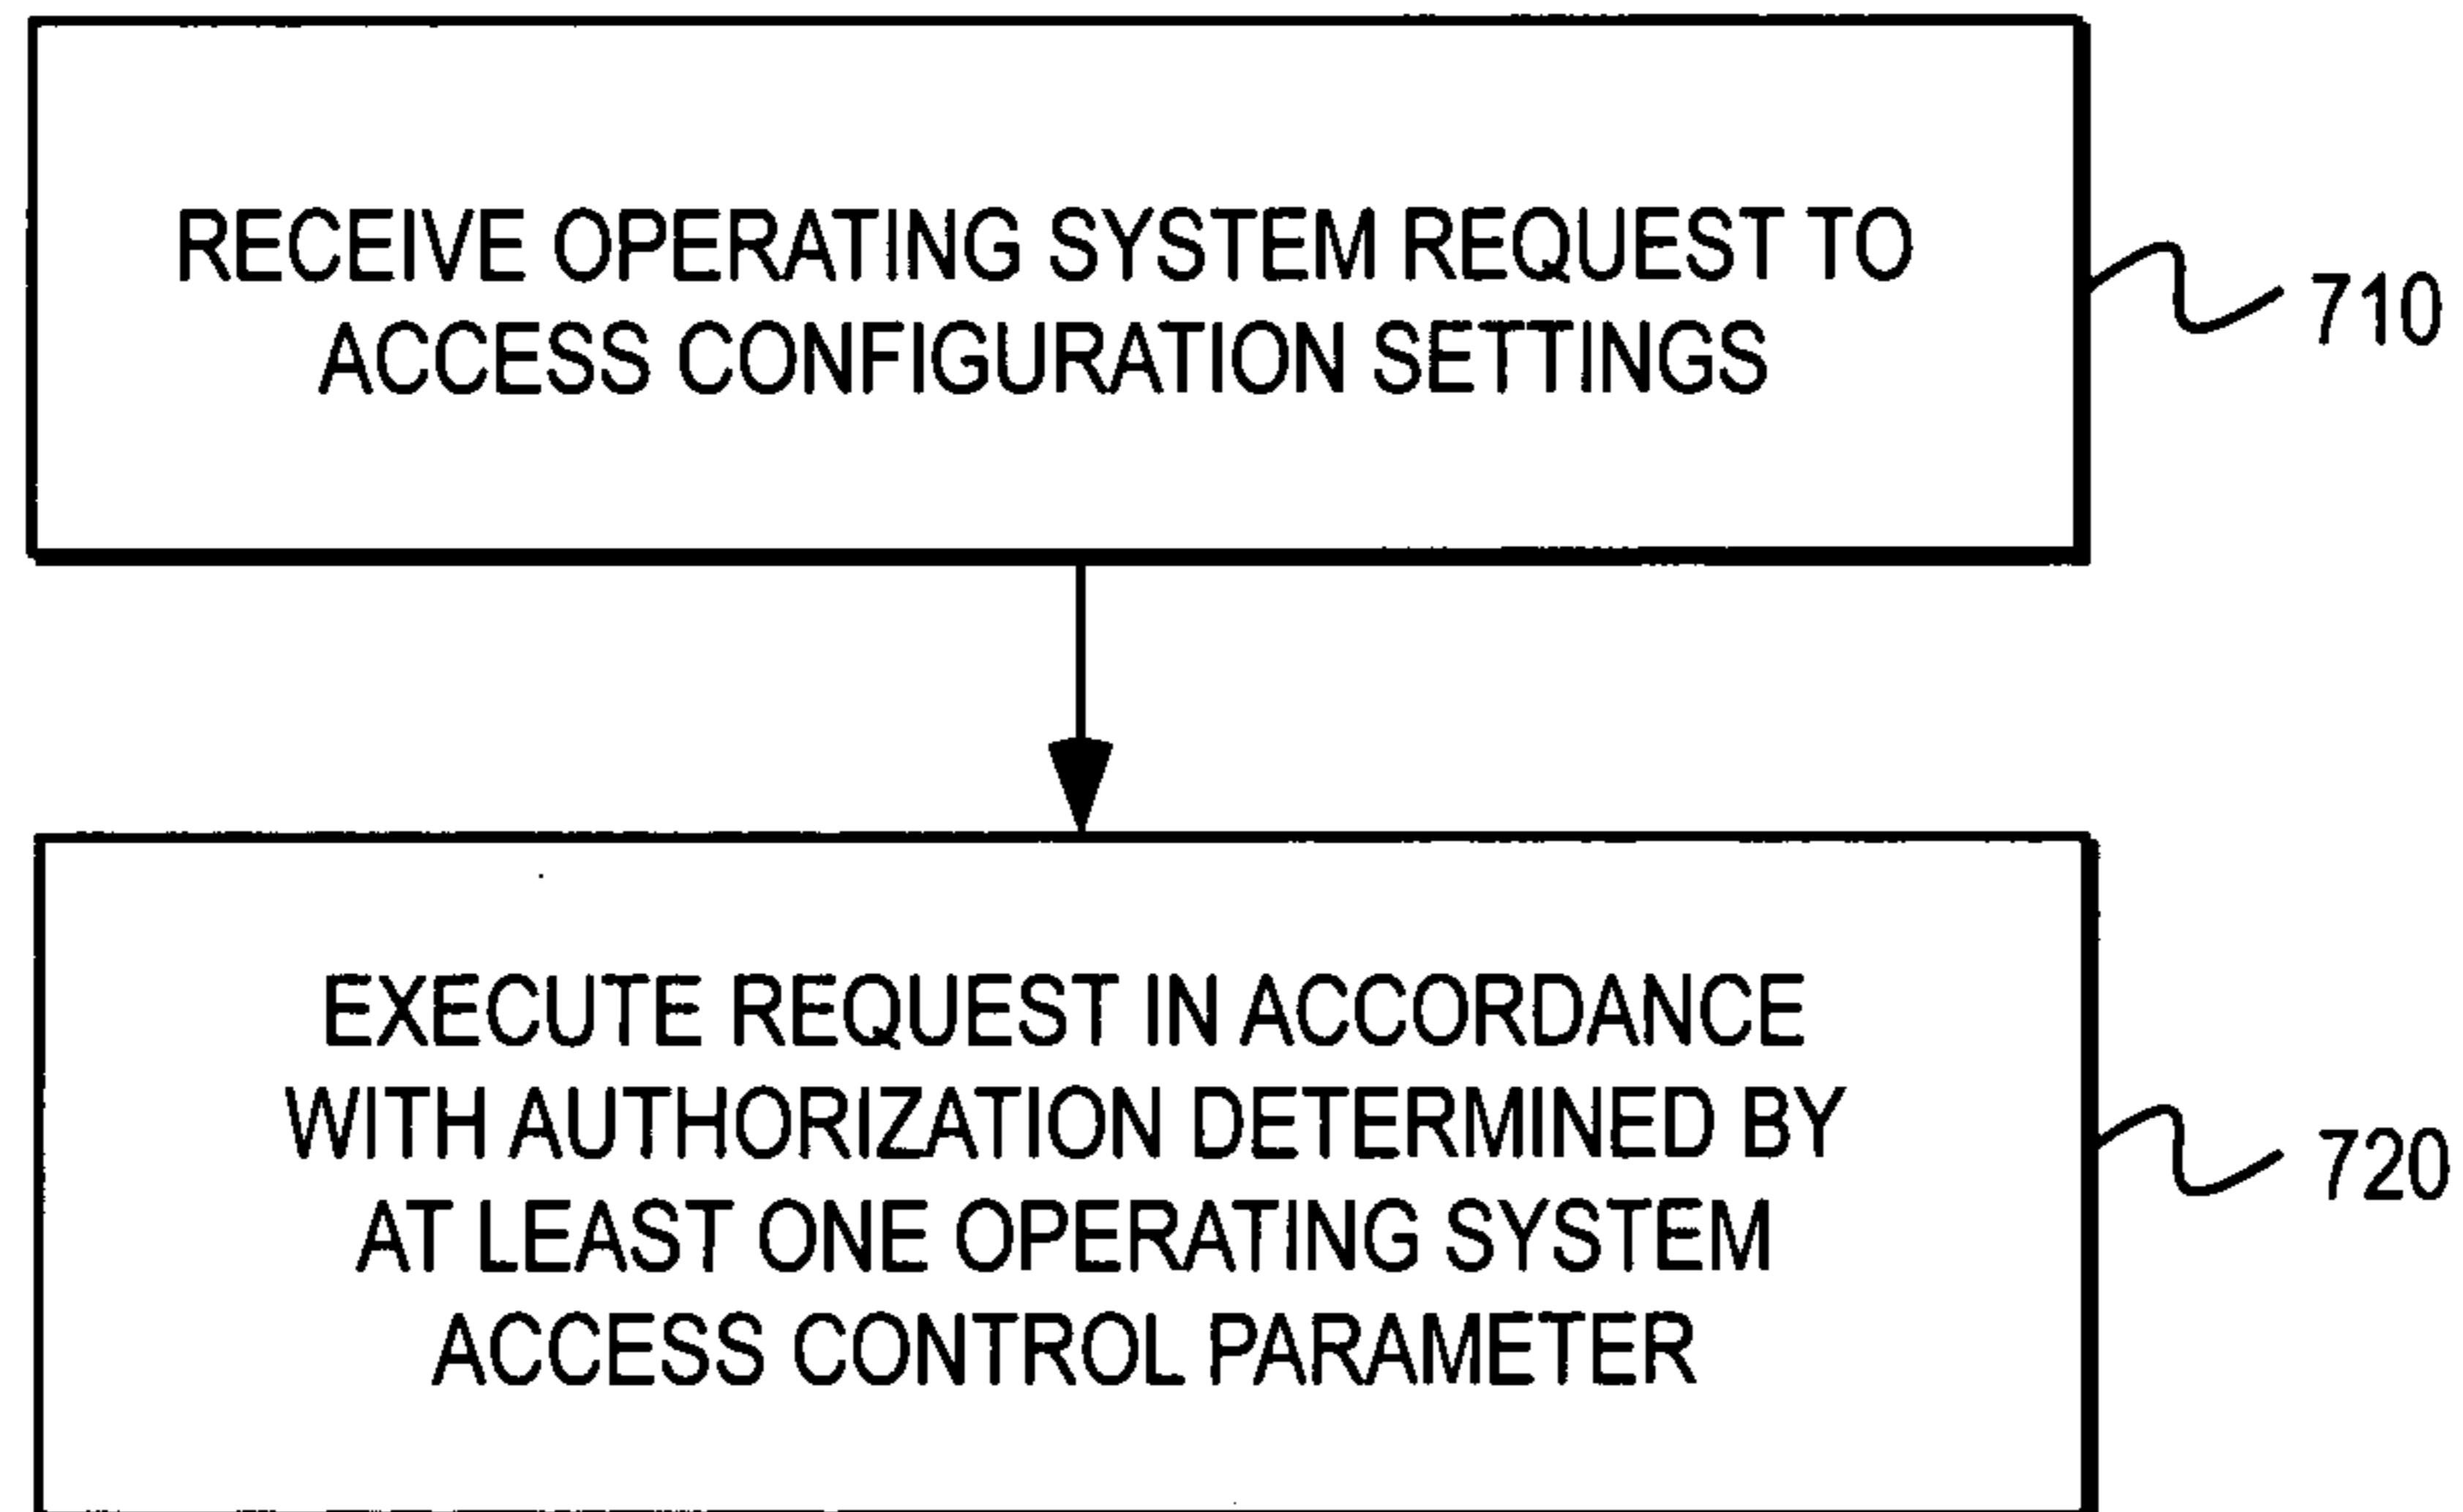 RECEIVE OPERATING SYSTEM REQUEST TO
ACCESS CONFIGURATION SETTINGS
710
EXECUTE REQUEST IN ACCORDANCE
WITH AUTHORIZATION DETERMINED BY
AT LEAST ONE OPERATING SYSTEM
ACCESS CONTROL PARAMETER
720